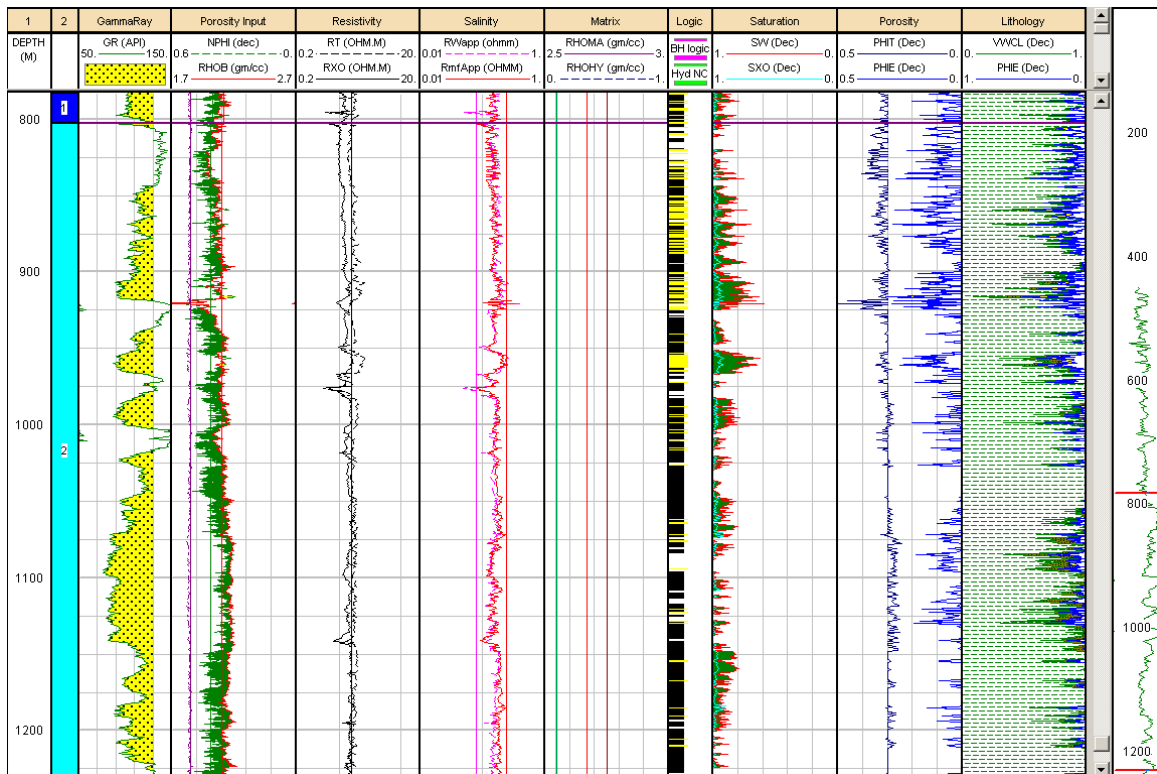 1 2 GammaRay Porosity Input Resistivity Salinity Matrix Logic Saturation Porosity Lithology
DEPTH (M) GR (API) NPHI (dec) RT (OHM.M) RWapp (ohmm) RHOMA (gm/cc) BH logic SW (Dec) PHIT (Dec) VWCL (Dec)
50. 150. 0.6 -0. 0.2 20. 0.01 1. 2.5 3. 1. 0. 0.5 0. 0. 1.
RHOB (gm/cc) RXO (OHM.M) RmfApp (OHMM) RHOHY (gm/cc) Hyd NC SXO (Dec) PHIE (Dec) PHIE (Dec)
1.7 2.7 0.2 20. 0.01 1. 0. 1. 1. 0. 0.5 0. 1. 0.
1
800
200
900
400
2
1000
600
800
1100
1000
1200
1200